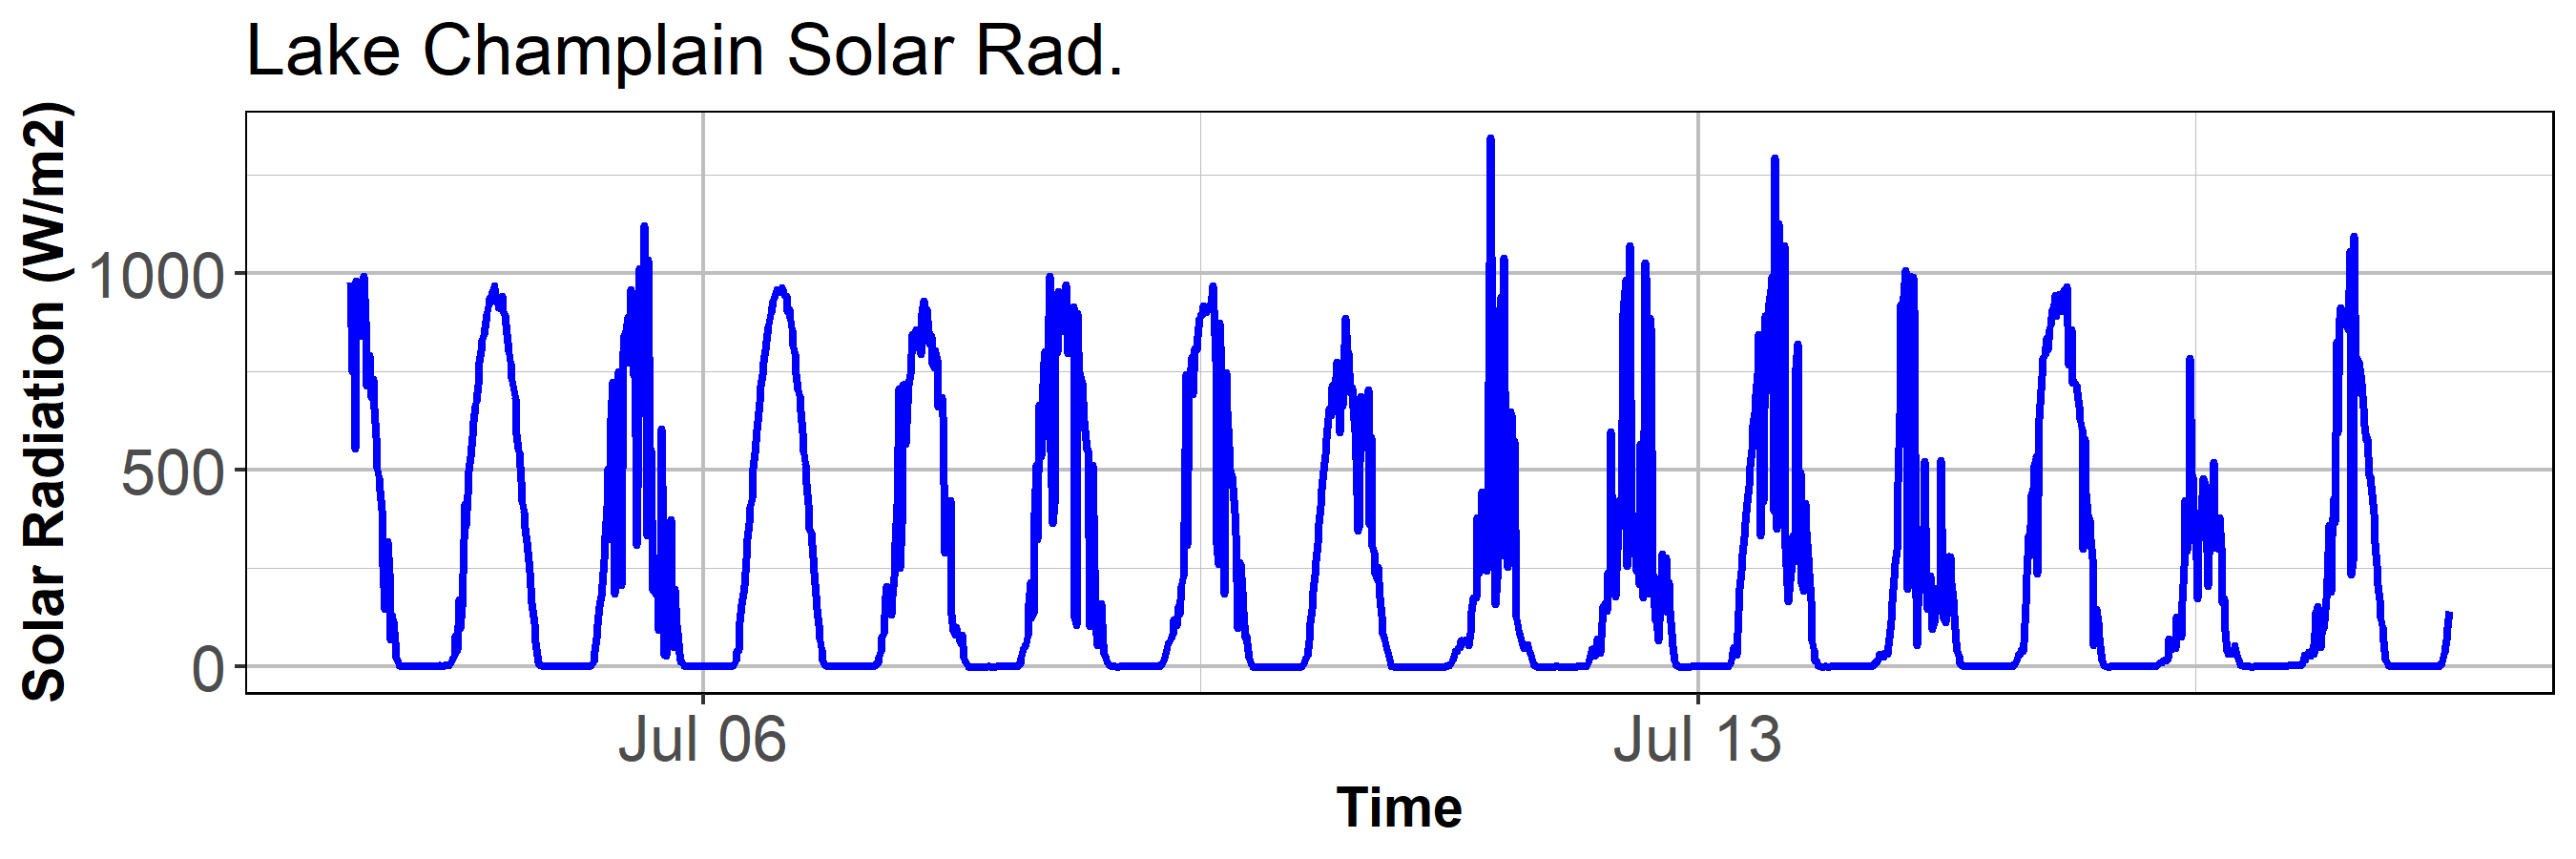 Lake Champlain Solar Rad.
Solar Radiation (W/m2)
1000
500
0
Jul 06
Jul 13
Time